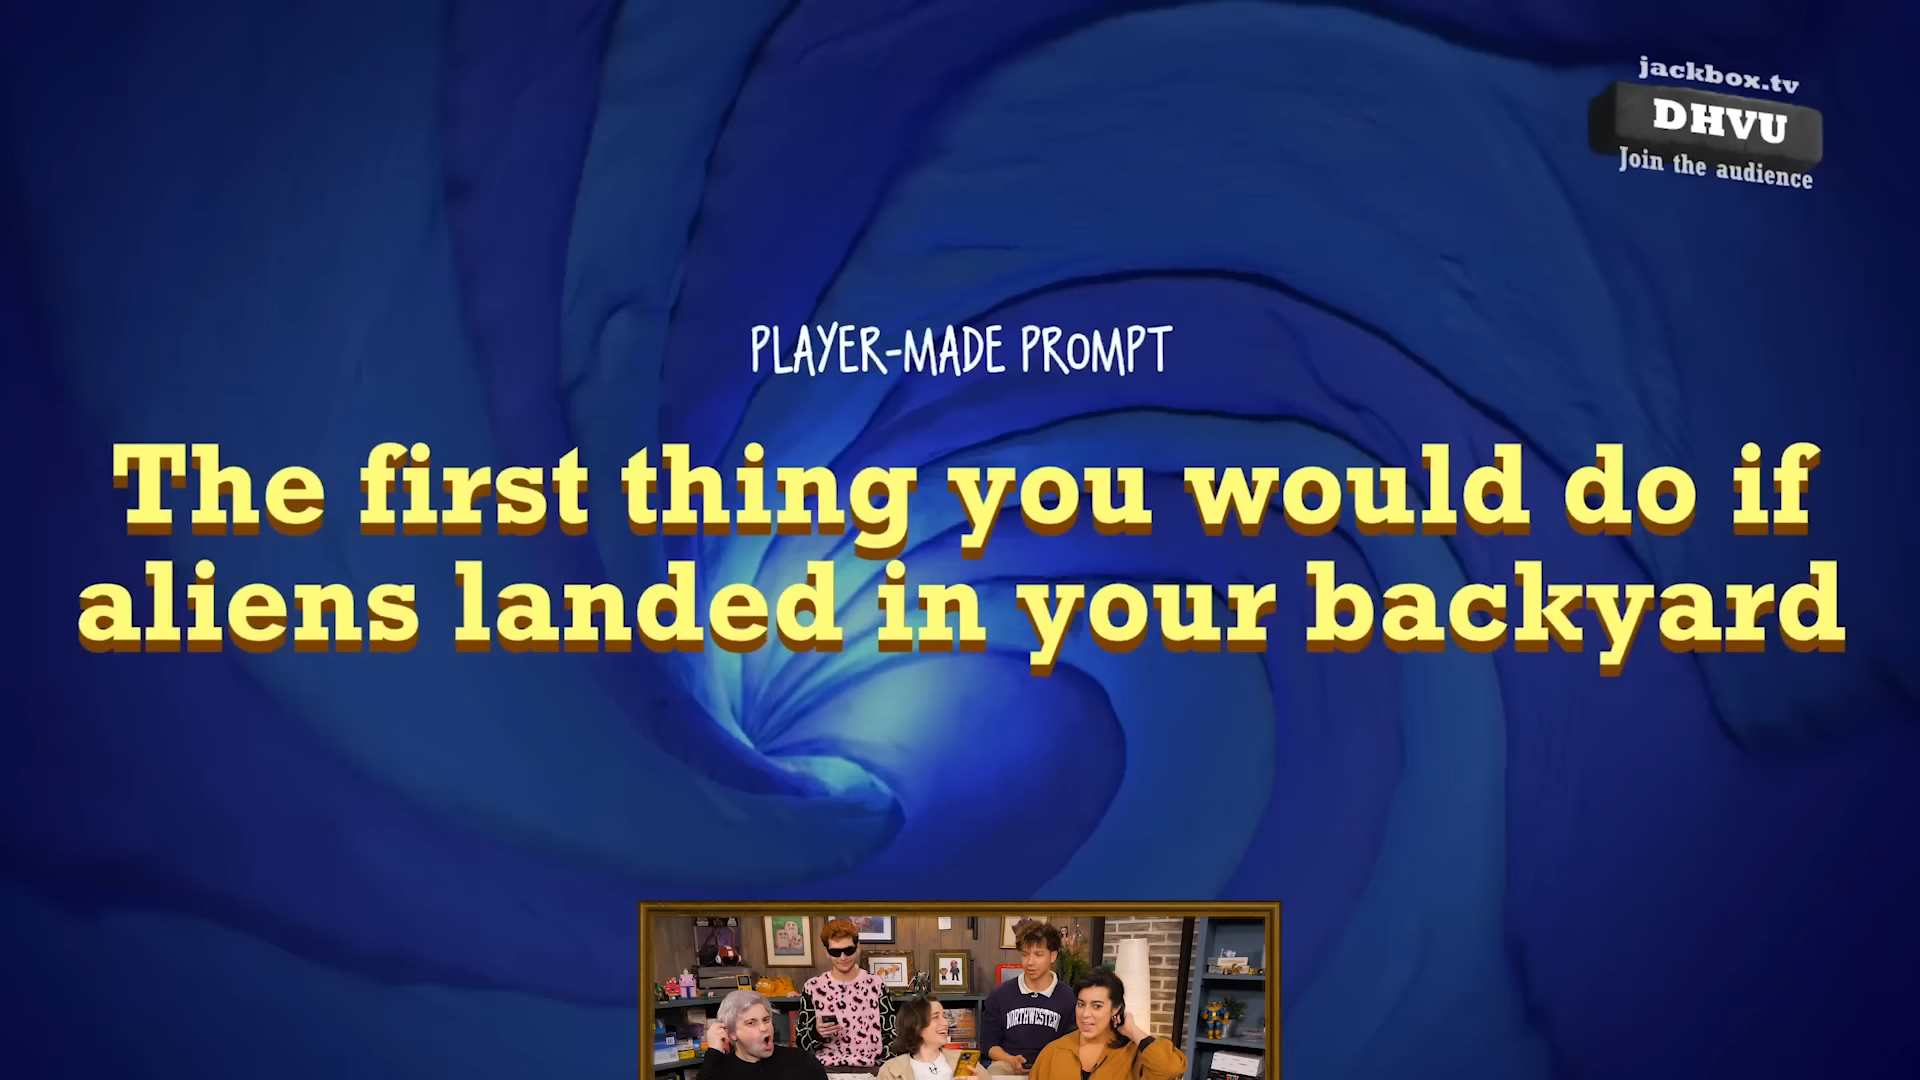 jackbox.tv
DHVU
Join the audience
PLAYER-MADE PROMPT
The first thing you would do if
aliens landed in your backyard
NORTHWESTERN